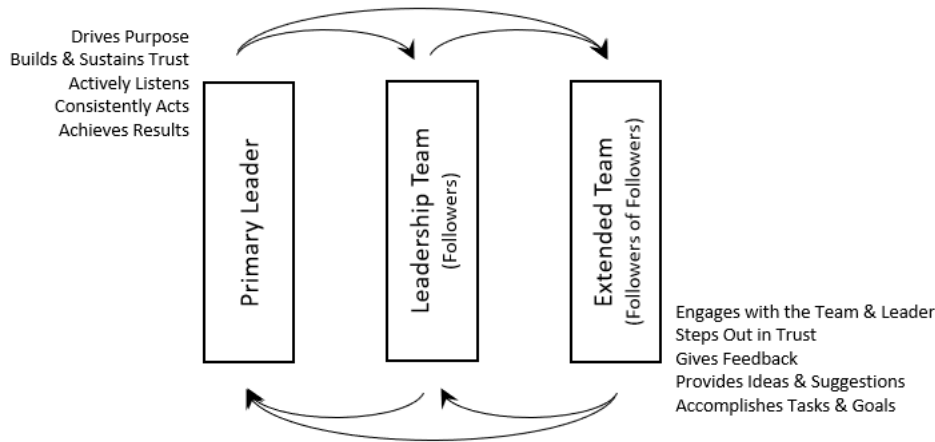 Drives Purpose
Builds & Sustains Trust
Actively Listens
Consistently Acts
Achieves Results
Primary Leader
Leadership Team
(Followers)
Extended Team
(Followers of Followers)
Engages with the Team & Leader
Steps Out in Trust
Gives Feedback
Provides Ideas & Suggestions
Accomplishes Tasks & Goals